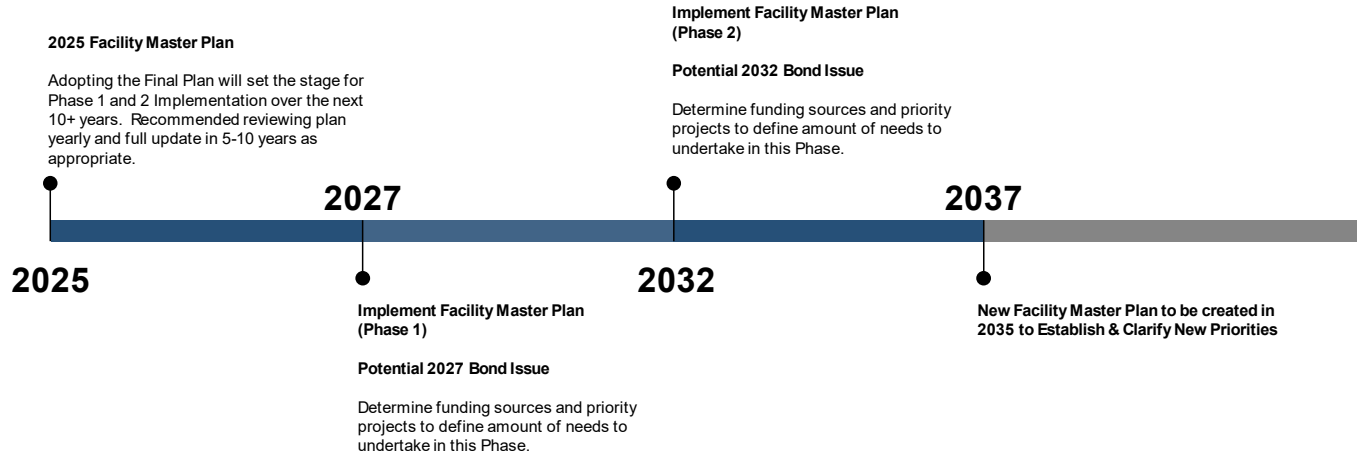 2025 Facility Master Plan
Adopting the Final Plan will set the stage for
Phase 1 and 2 Implementation over the next
10+ years.  Recommended reviewing plan
yearly and full update in 5-10 years as
appropriate.
2025
2027
Implement Facility Master Plan
(Phase 1)
Potential 2027 Bond Issue
Determine funding sources and priority
projects to define amount of needs to
undertake in this Phase.
Implement Facility Master Plan
(Phase 2)
Potential 2032 Bond Issue
Determine funding sources and priority
projects to define amount of needs to
undertake in this Phase.
2032
2037
New Facility Master Plan to be created in
2035 to Establish & Clarify New Priorities